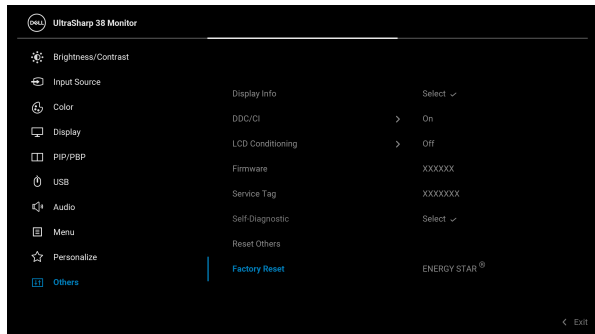 DELL UltraSharp 38 Monitor
Brightness/Contrast
Input Source
Color
Display
PIP/PBP
USB
Audio
Menu
Personalize
Others
Display Info Select ✓
DDC/CI > On
LCD Conditioning > Off
Firmware XXXXXX
Service Tag XXXXXXX
Self-Diagnostic Select ✓
Reset Others
Factory Reset ENERGY STAR®
< Exit